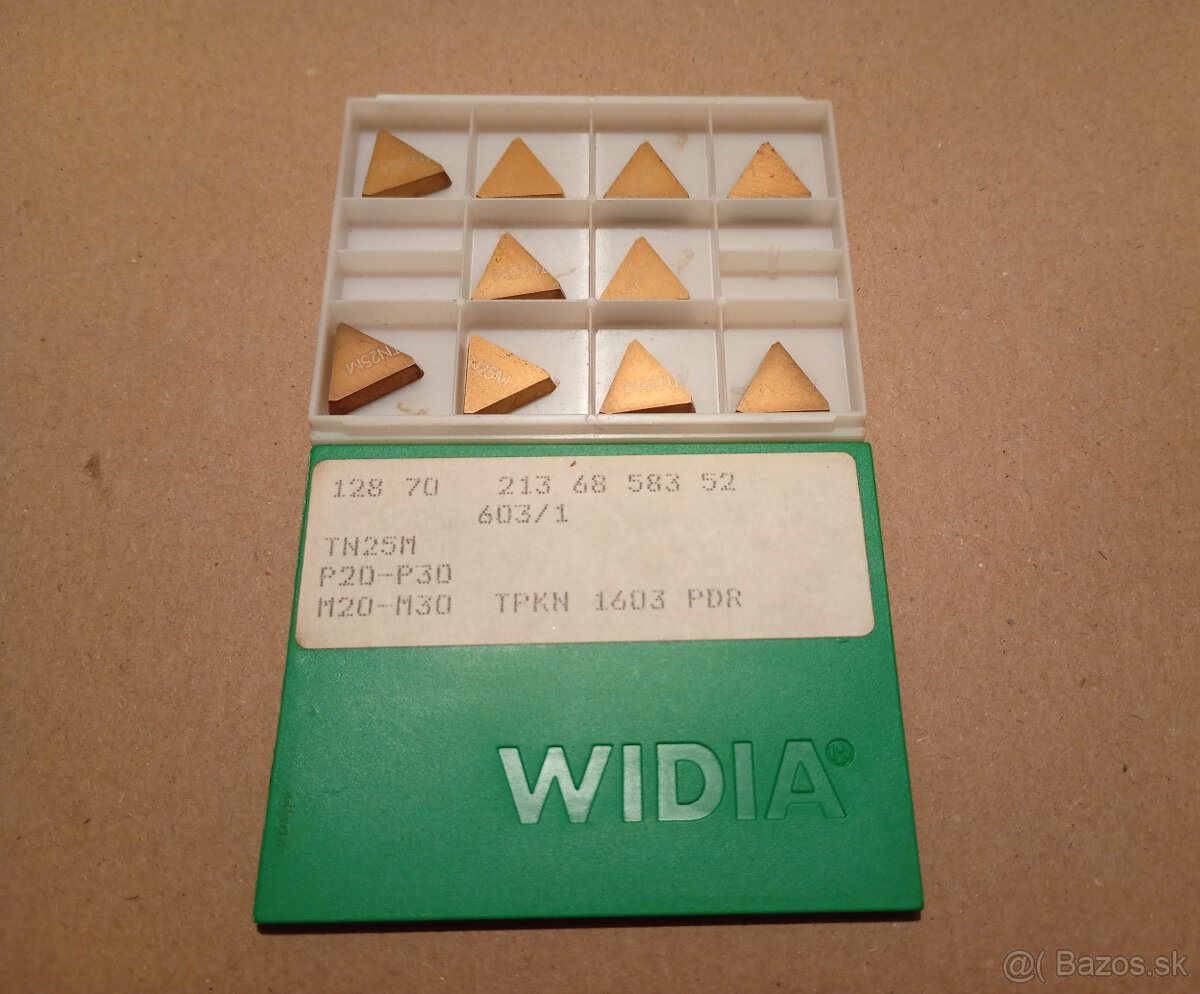 TN25M
128 70 213 68 583 52
603/1
TN25M
P20-P30
M20-M30 TPKN 1603 PDR
WIDIA®
@( Bazos.sk